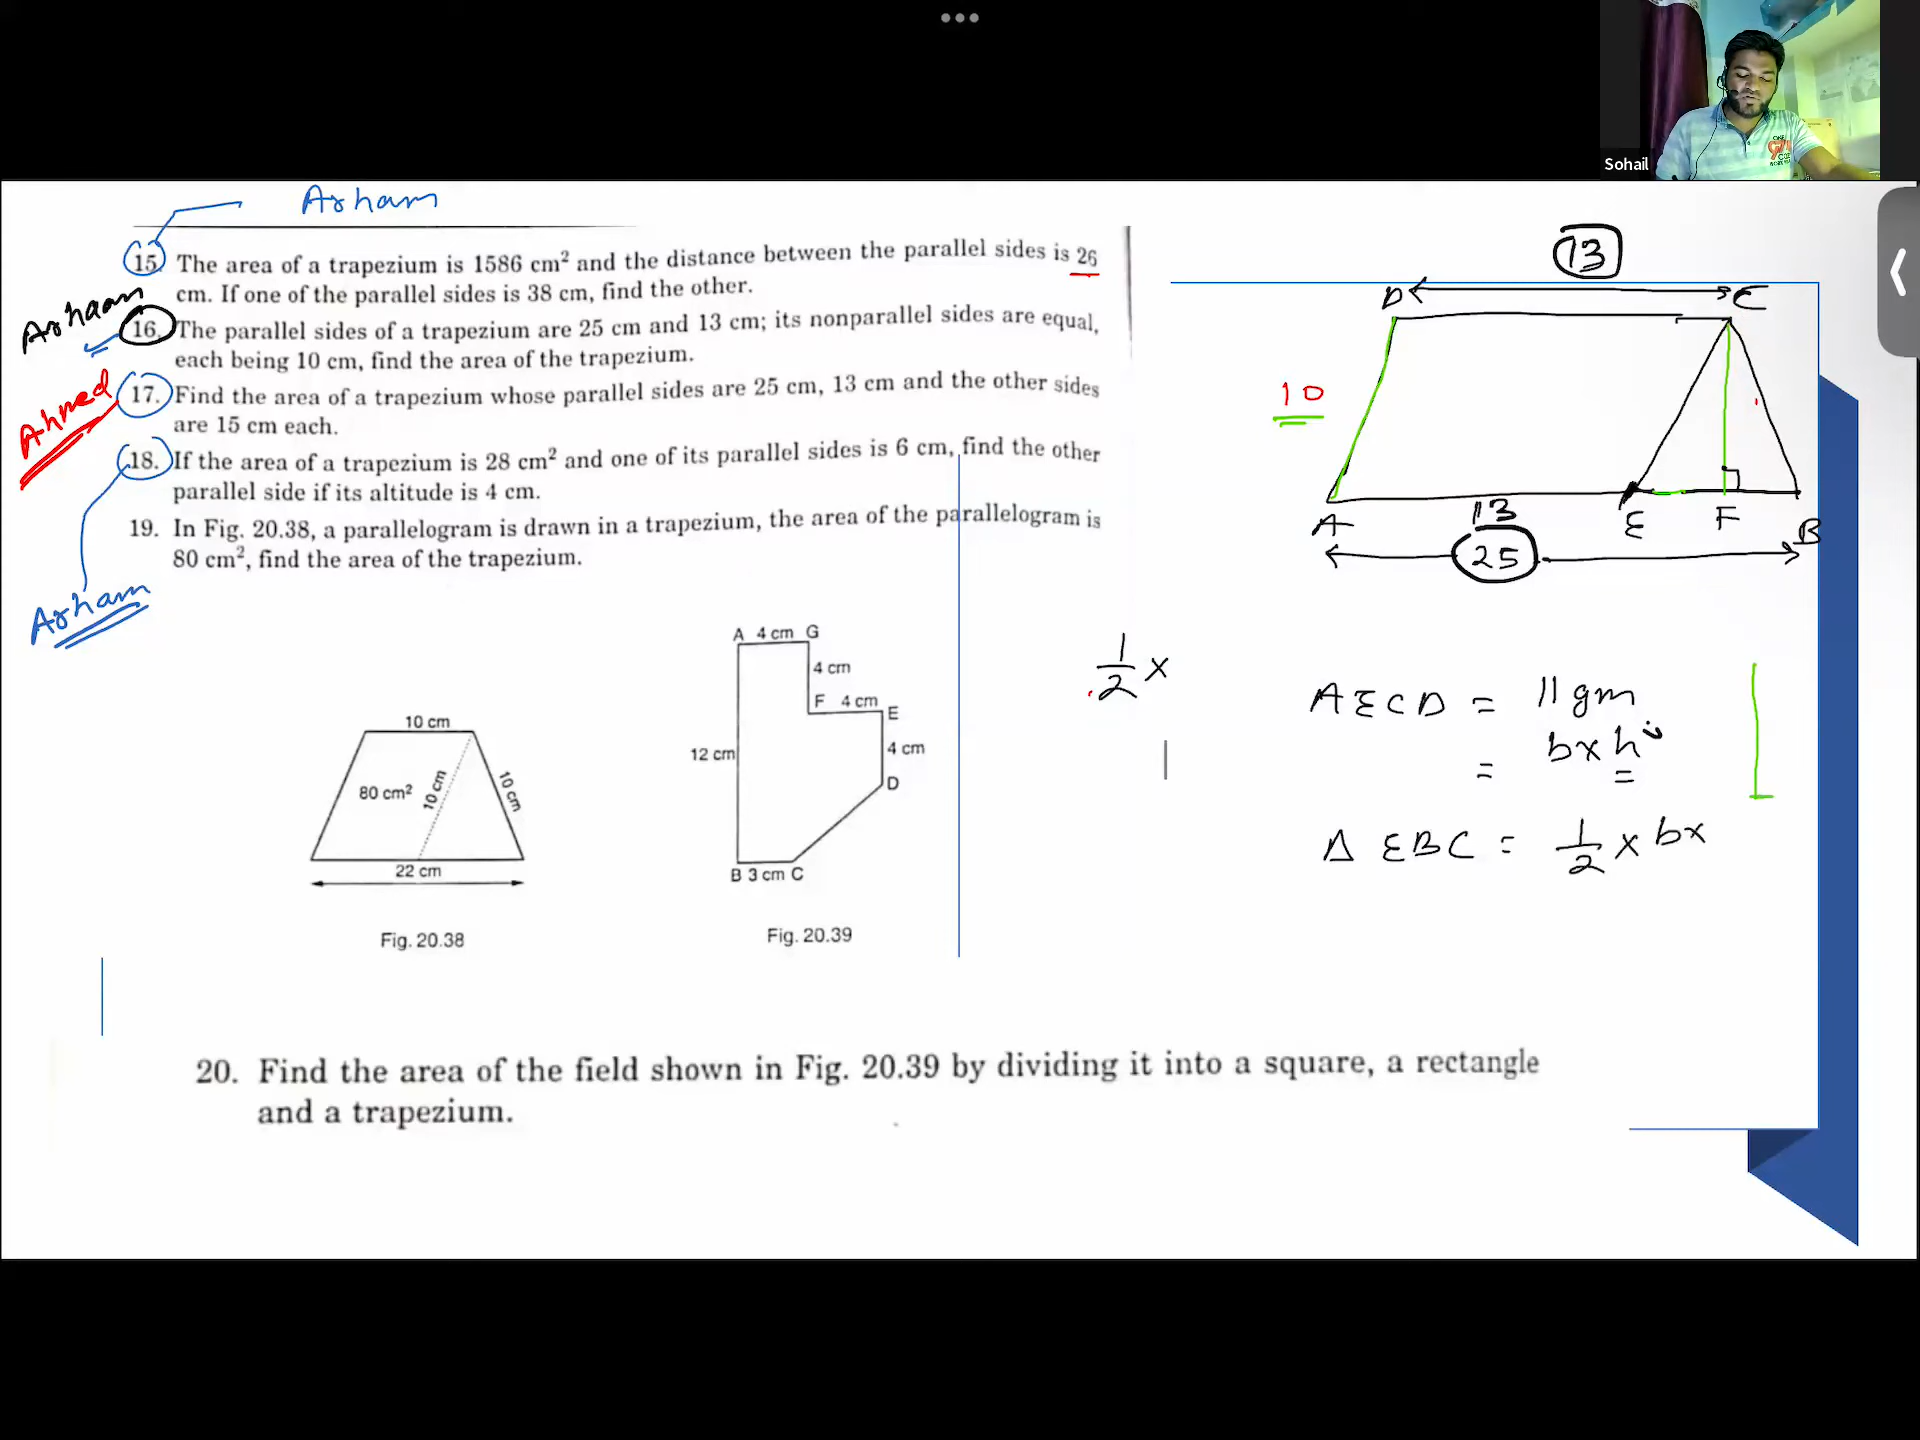 Sohail
Arham
15. The area of a trapezium is 1586 cm² and the distance between the parallel sides is 26
cm. If one of the parallel sides is 38 cm, find the other.
Arhaan
16. The parallel sides of a trapezium are 25 cm and 13 cm; its nonparallel sides are equal,
each being 10 cm, find the area of the trapezium.
Ahmed
17. Find the area of a trapezium whose parallel sides are 25 cm, 13 cm and the other sides
are 15 cm each.
18. If the area of a trapezium is 28 cm² and one of its parallel sides is 6 cm, find the other
parallel side if its altitude is 4 cm.
19. In Fig. 20.38, a parallelogram is drawn in a trapezium, the area of the parallelogram is
80 cm², find the area of the trapezium.
Arham
10 cm
80 cm²
10 cm
10 cm
22 cm
Fig. 20.38
A 4 cm G
4 cm
F 4 cm E
12 cm
4 cm
D
B 3 cm C
Fig. 20.39
13
D C
10
A 13 E F B
25
1/2 x
AECD = ||gm
= b x h
Δ EBC = 1/2 x b x
20. Find the area of the field shown in Fig. 20.39 by dividing it into a square, a rectangle
and a trapezium.